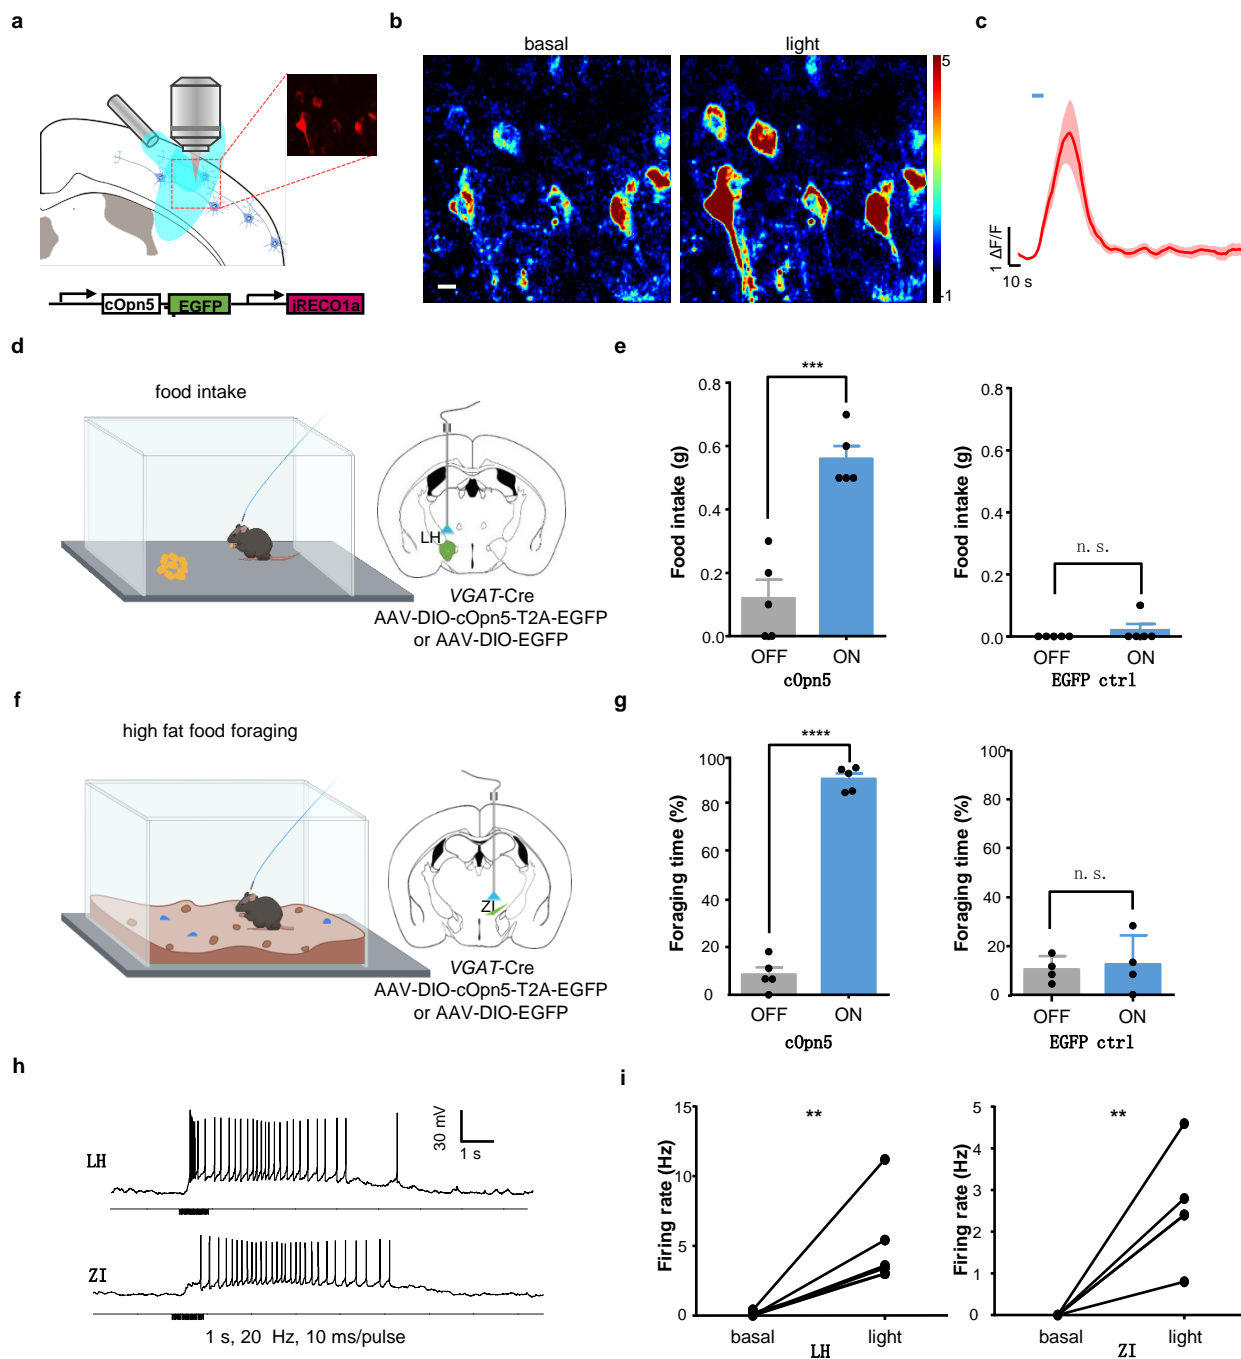 a
b
c
basal
light
5
-1
1 ΔF/F
10 s
cOpn5
EGFP
jRECO1a
d
food intake
LH
VGAT-Cre
AAV-DIO-cOpn5-T2A-EGFP
or AAV-DIO-EGFP
e
***
0.8
0.6
0.4
0.2
0.0
Food intake (g)
OFF
ON
cOpn5
n. s.
0.8
0.6
0.4
0.2
0.0
Food intake (g)
OFF
ON
EGFP ctrl
f
high fat food foraging
ZI
VGAT-Cre
AAV-DIO-cOpn5-T2A-EGFP
or AAV-DIO-EGFP
g
****
100
80
60
40
20
0
Foraging time (%)
OFF
ON
cOpn5
n. s.
100
80
60
40
20
0
Foraging time (%)
OFF
ON
EGFP ctrl
h
LH
30 mV
1 s
ZI
1 s, 20 Hz, 10 ms/pulse
i
**
15
10
5
0
Firing rate (Hz)
basal
light
LH
**
5
4
3
2
1
0
Firing rate (Hz)
basal
light
ZI